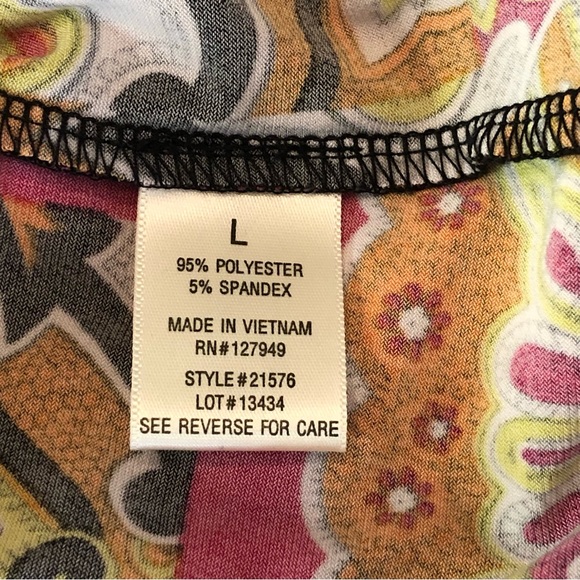 L
95% POLYESTER
5% SPANDEX
MADE IN VIETNAM
RN#127949
STYLE#21576
LOT#13434
SEE REVERSE FOR CARE